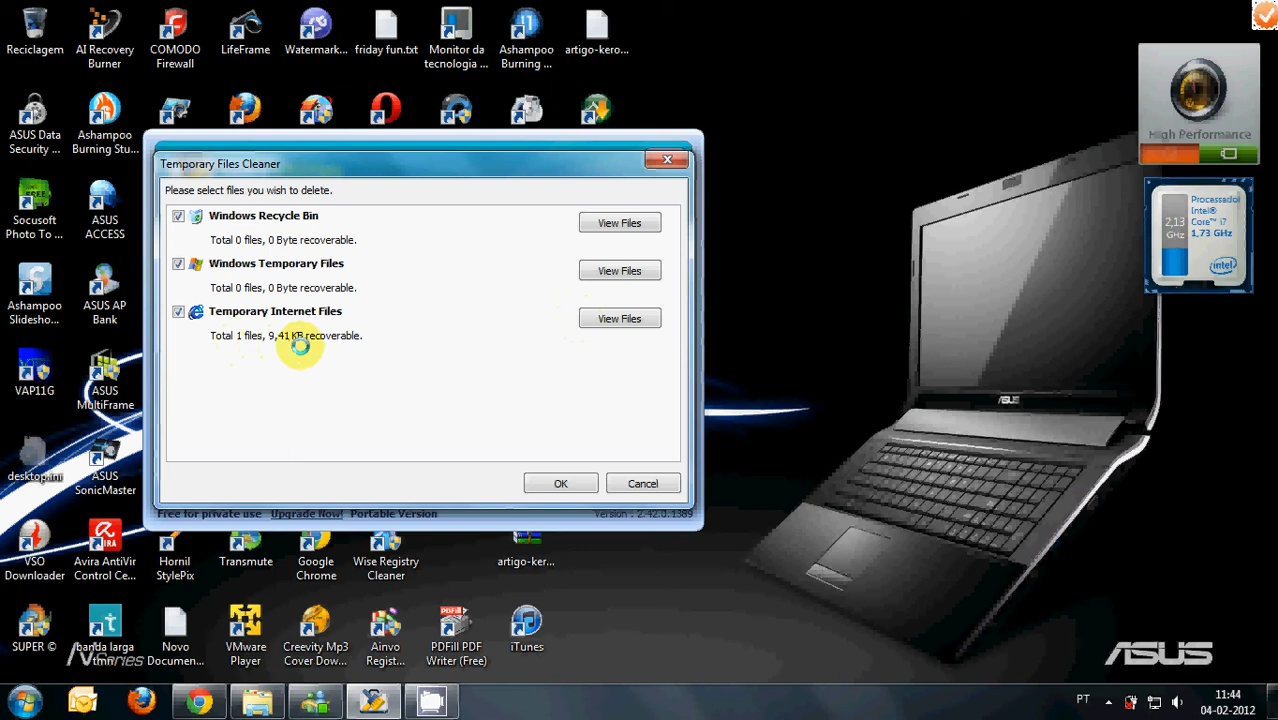 Reciclagem
AI Recovery
Burner
COMODO
Firewall
LifeFrame
Watermark...
friday fun.txt
Monitor da
tecnologia ...
Ashampoo
Burning ...
artigo-kero...
High Performance
ASUS Data
Security ...
Ashampoo
Burning Stu...
Temporary Files Cleaner
Please select files you wish to delete.
Windows Recycle Bin
View Files
Total 0 files, 0 Byte recoverable.
Windows Temporary Files
View Files
Total 0 files, 0 Byte recoverable.
Temporary Internet Files
View Files
Total 1 files, 9,41 KB recoverable.
OK
Cancel
Free for private use Upgrade Now! Portable Version
Version : 2.42.0.1389
Processador
Intel®
Core™ i7
1,73 GHz
2,13
GHz
intel
FREE
Socusoft
Photo To ...
ASUS
ACCESS
Ashampoo
Slidesho...
ASUS AP
Bank
VAP11G
ASUS
MultiFrame
desktop.ini
ASUS
SonicMaster
ASUS
VSO
Downloader
AVIRA
Avira AntiVir
Control Ce...
Hornil
StylePix
Transmute
Google
Chrome
Wise Registry
Cleaner
artigo-ker...
SUPER ©
banda larga
tmn
Novo
Documen...
VMware
Player
Creevity Mp3
Cover Dow...
Ainvo
Regist...
PDFill
PDFill PDF
Writer (Free)
iTunes
N Series
ASUS
PT
11:44
04-02-2012